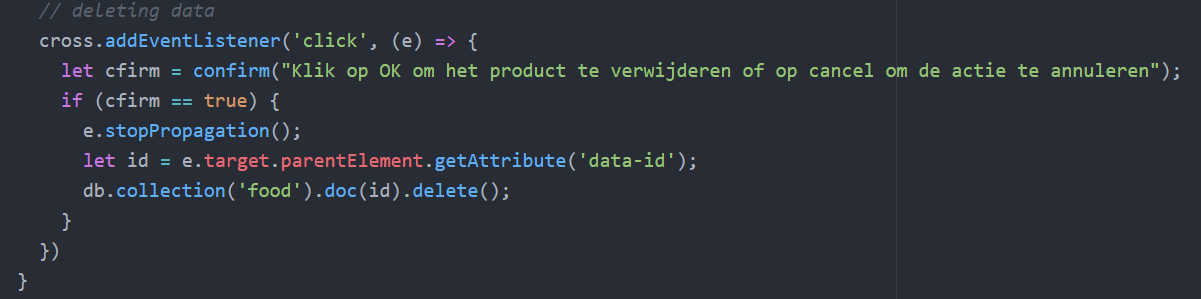 // deleting data
cross.addEventListener('click', (e) => {
let cfirm = confirm("Klik op OK om het product te verwijderen of op cancel om de actie te annuleren");
if (cfirm == true) {
e.stopPropagation();
let id = e.target.parentElement.getAttribute('data-id');
db.collection('food').doc(id).delete();
}
})
}